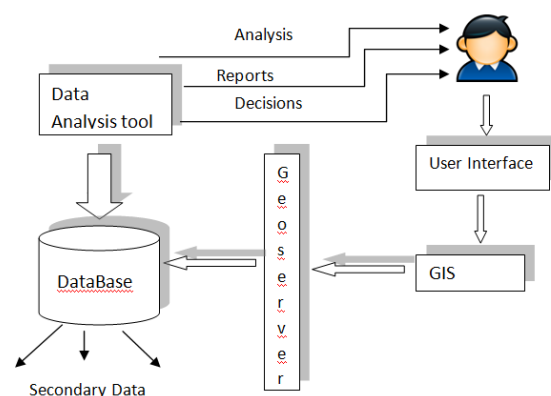 Analysis
Reports
Decisions
Data
Analysis tool
User Interface
G
e
o
s
e
r
v
e
r
GIS
DataBase
Secondary Data